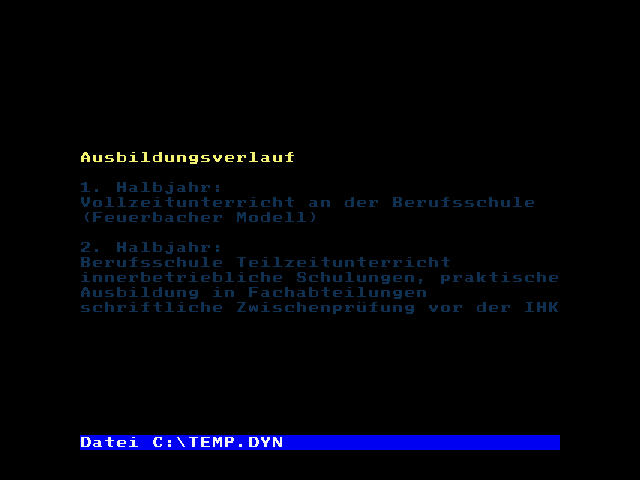 Ausbildungsverlauf
1. Halbjahr:
Vollzeitunterricht an der Berufsschule
(Feuerbacher Modell)
2. Halbjahr:
Berufsschule Teilzeitunterricht
innerbetriebliche Schulungen, praktische
Ausbildung in Fachabteilungen
schriftliche Zwischenprüfung vor der IHK
Datei C:\TEMP.DYN